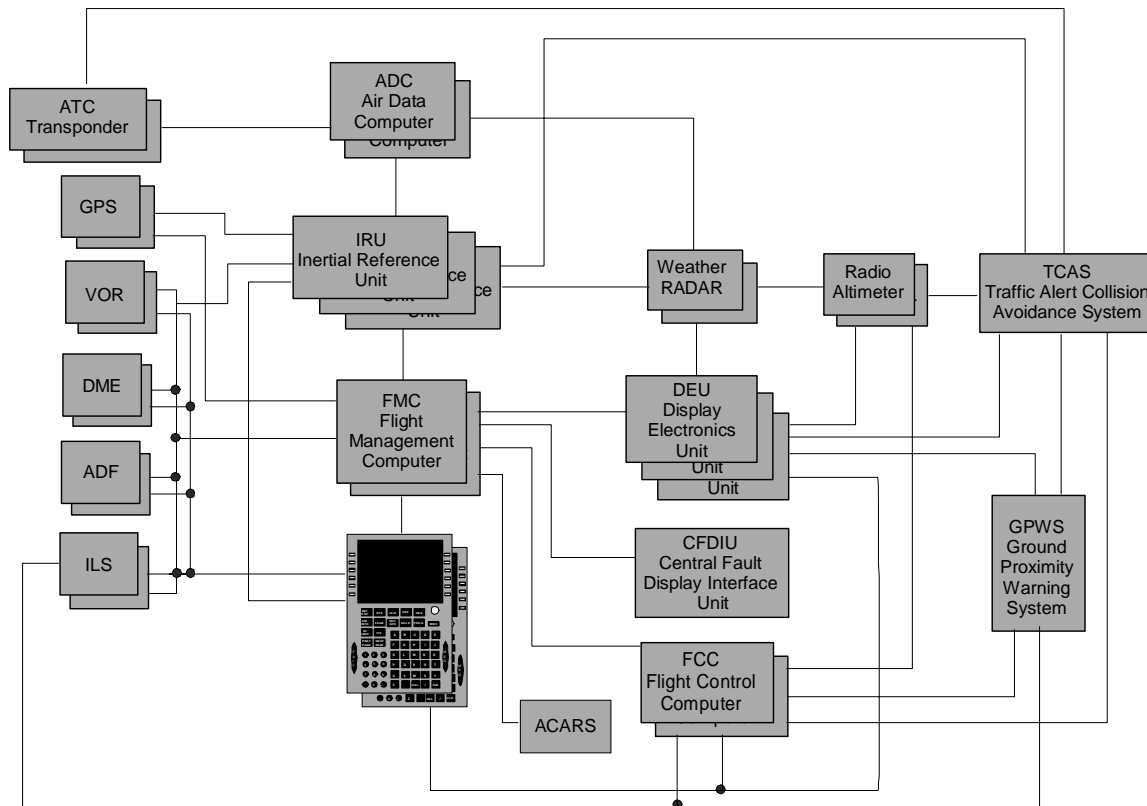 ATC
Transponder
ADC
Air Data
Computer
Computer
GPS
VOR
DME
ADF
ILS
IRU
Inertial Reference
Unit
Unit
Unit
Weather
RADAR
Radio
Altimeter
TCAS
Traffic Alert Collision
Avoidance System
FMC
Flight
Management
Computer
DEU
Display
Electronics
Unit
Unit
Unit
CFDIU
Central Fault
Display Interface
Unit
GPWS
Ground
Proximity
Warning
System
FCC
Flight Control
Computer
ACARS